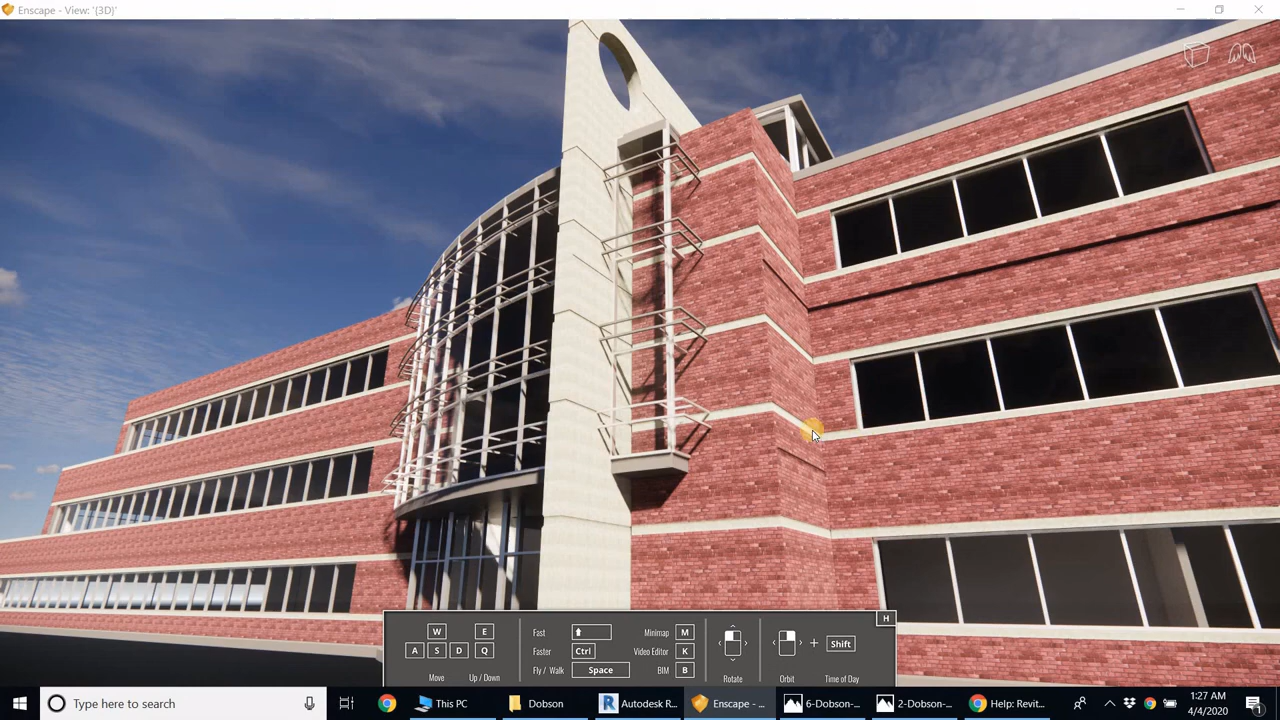 Enscape - View: '{3D}'
H
W E Fast Minimap M
A S D Q Faster Ctrl Video Editor K + Shift
Fly / Walk Space BIM B
Move Up / Down Rotate Orbit Time of Day
Type here to search
This PC
Dobson
Autodesk R...
Enscape - ...
6-Dobson-...
2-Dobson-...
Help: Revit...
1:27 AM
4/4/2020
1